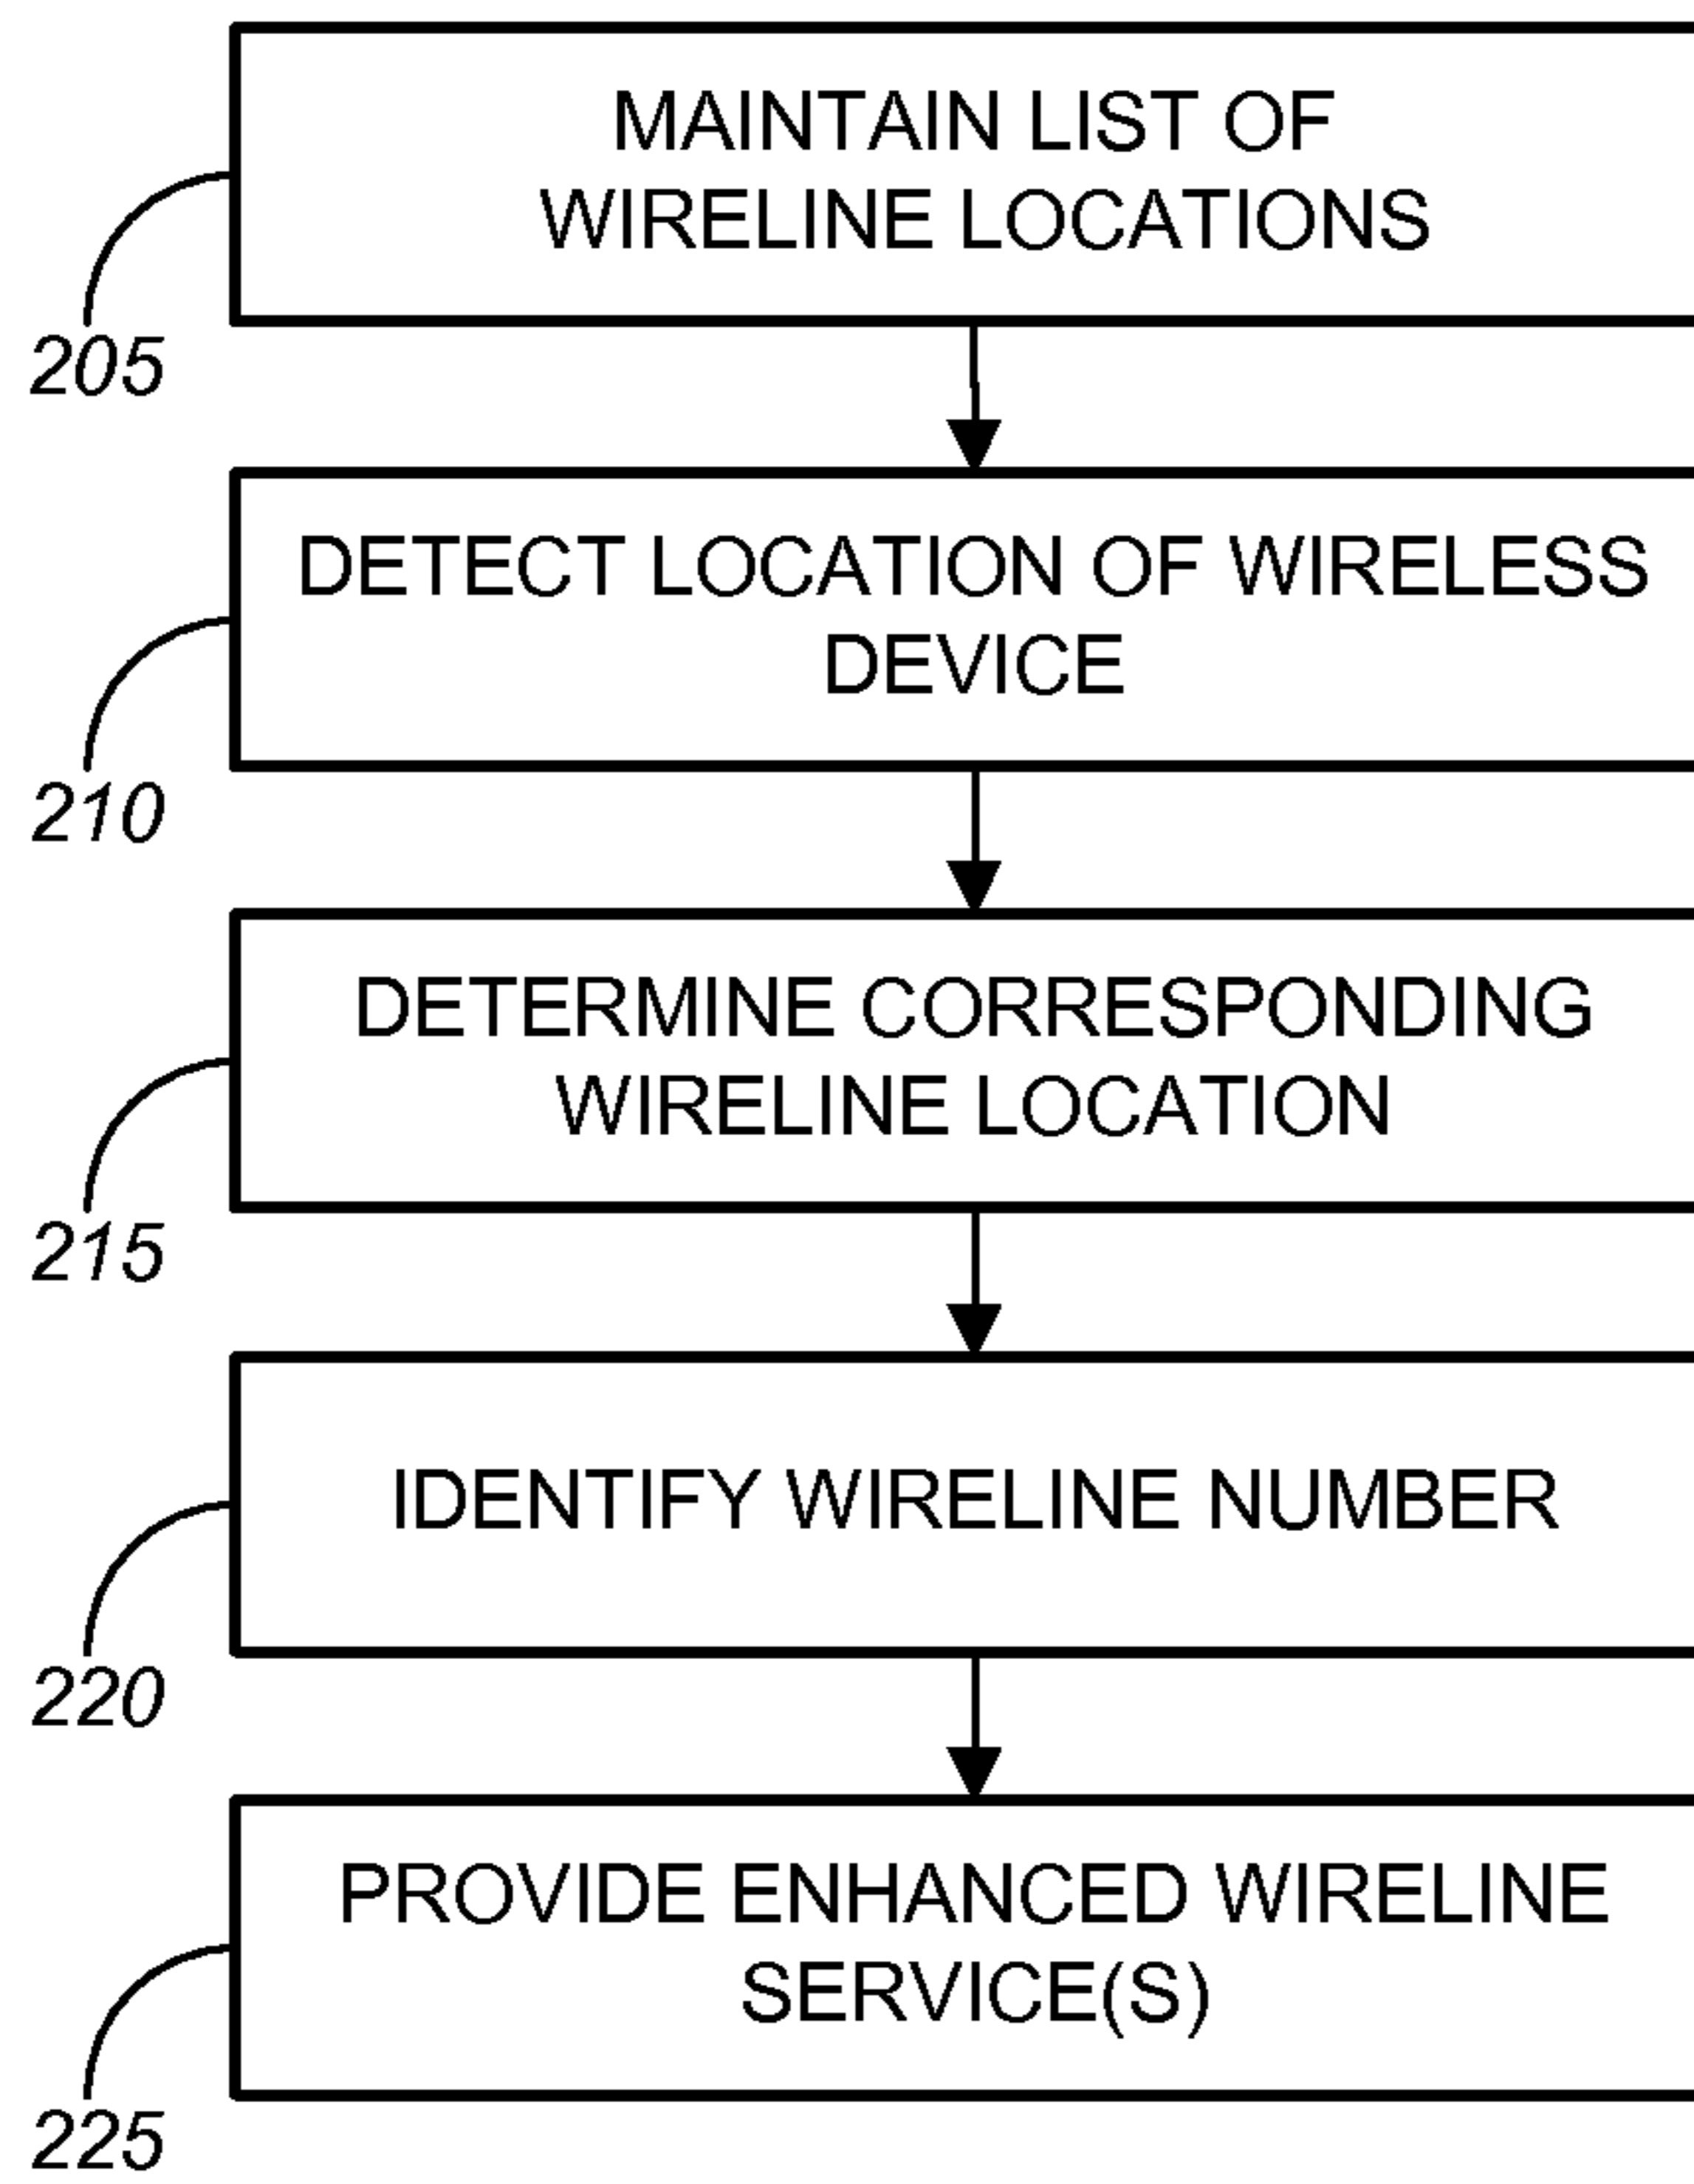 MAINTAIN LIST OF
WIRELINE LOCATIONS
205
DETECT LOCATION OF WIRELESS
DEVICE
210
DETERMINE CORRESPONDING
WIRELINE LOCATION
215
IDENTIFY WIRELINE NUMBER
220
PROVIDE ENHANCED WIRELINE
SERVICE(S)
225